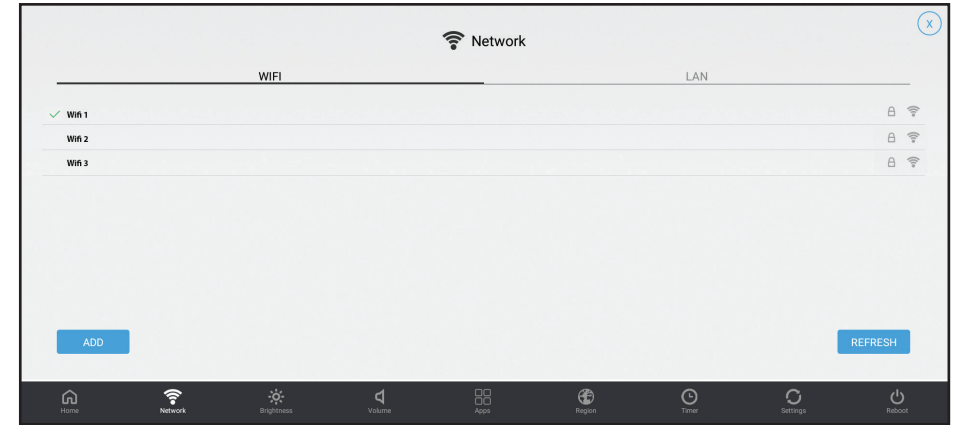 X
Network
WIFI LAN
Wifi 1
Wifi 2
Wifi 3
ADD REFRESH
Home Network Brightness Volume Apps Region Timer Settings Reboot